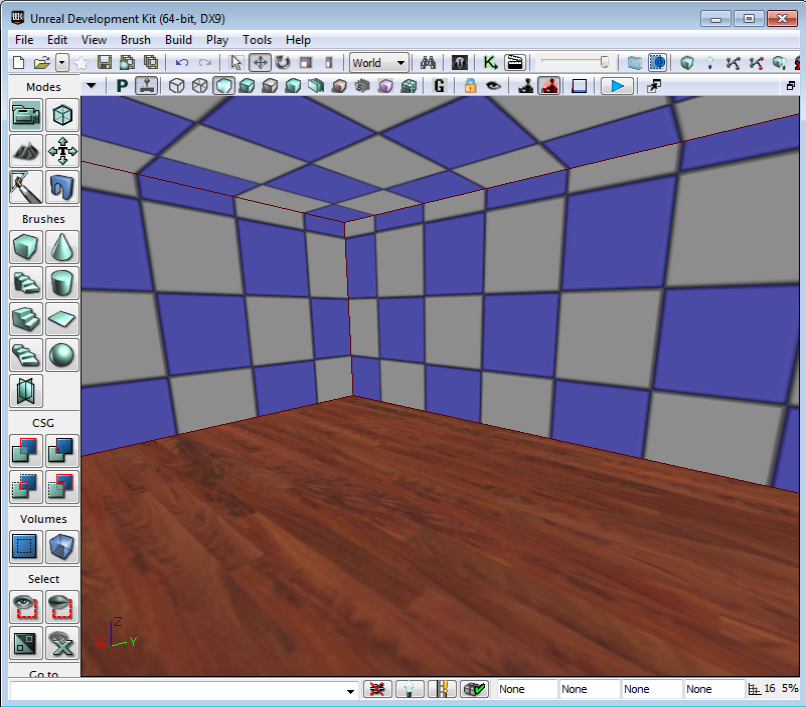 Unreal Development Kit (64-bit, DX9)
File Edit View Brush Build Play Tools Help
World
Modes
P
G
Brushes
CSG
Volumes
Select
Z
X Y
Go to
None None None None 16 5%